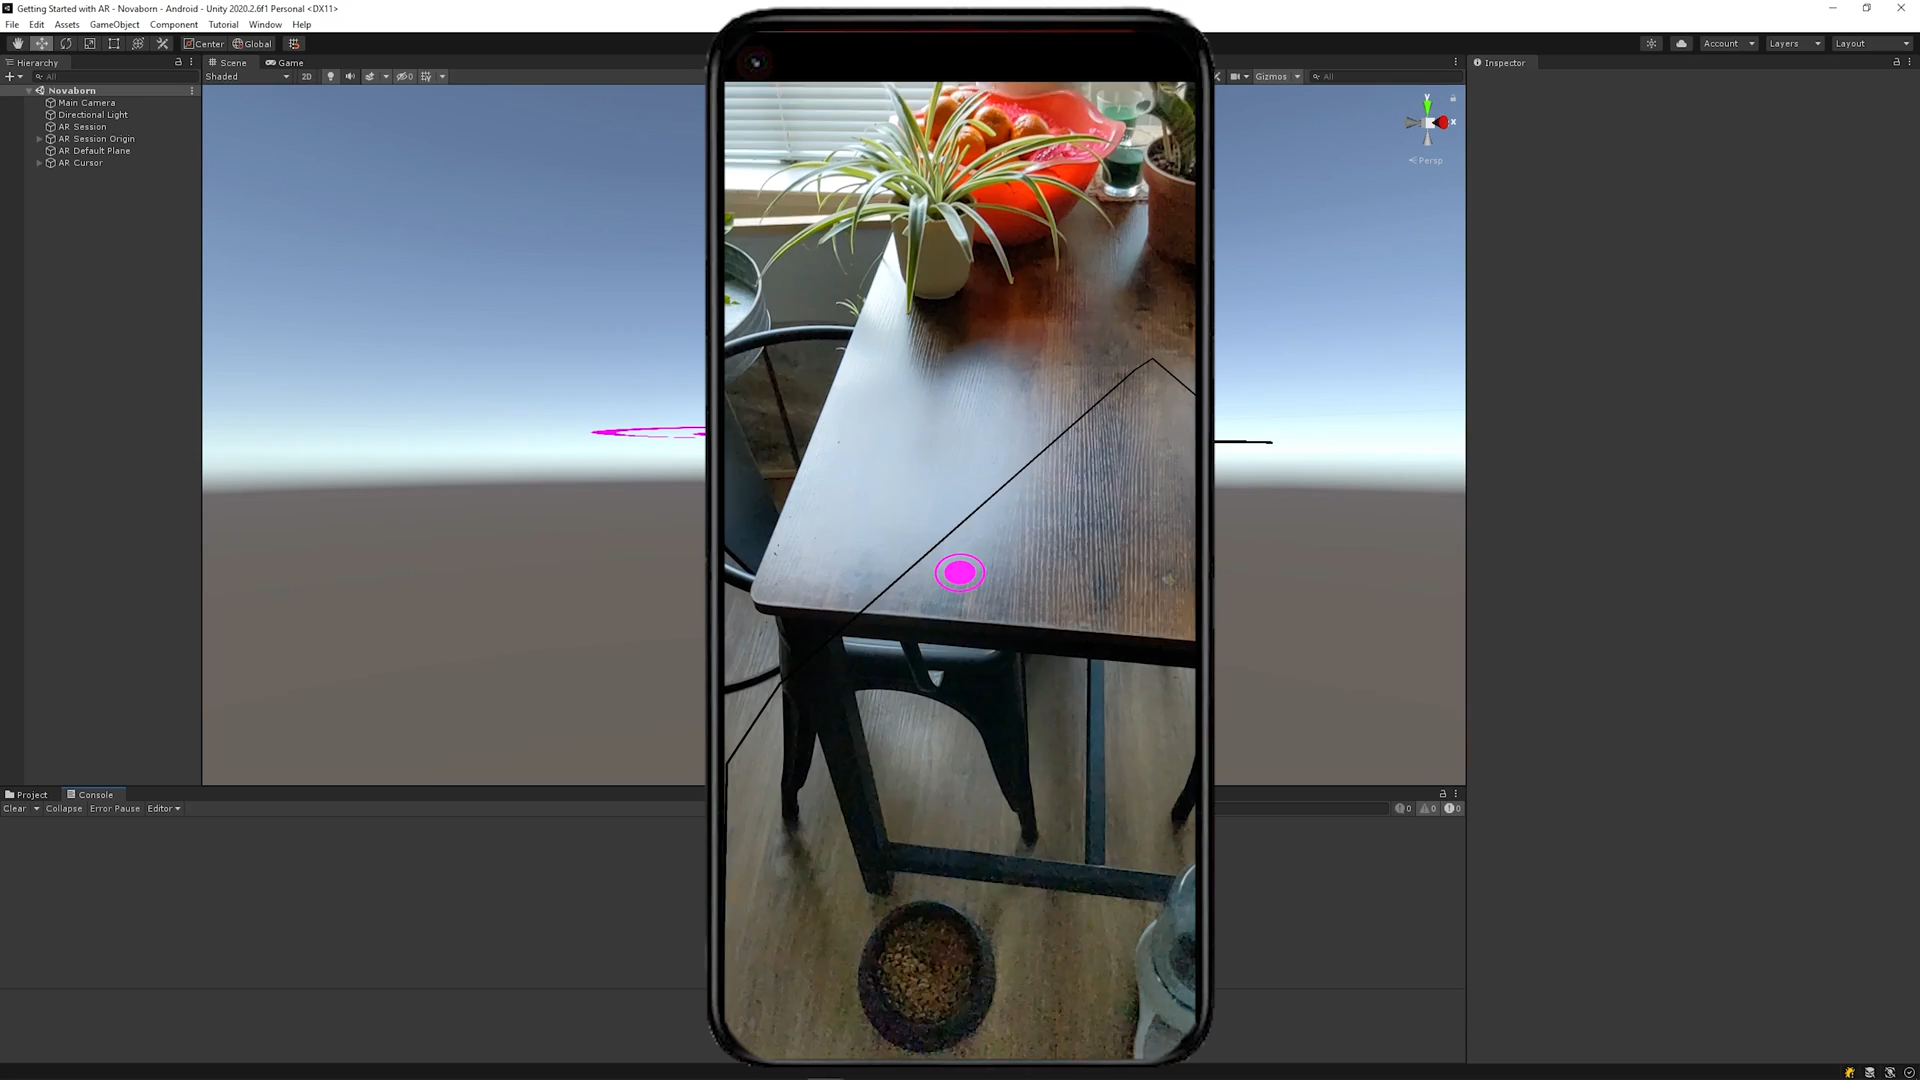 Getting Started with AR - Novaborn - Android - Unity 2020.2.6f1 Personal <DX11>
File Edit Assets GameObject Component Tutorial Window Help
Center Global Account Layers Layout
Hierarchy Scene Game Inspector
All Shaded 2D 0 Gizmos All
Novaborn
Main Camera
Directional Light
AR Session
AR Session Origin
AR Default Plane
AR Cursor
y
x
Persp
Project Console
Clear Collapse Error Pause Editor 0 0 0